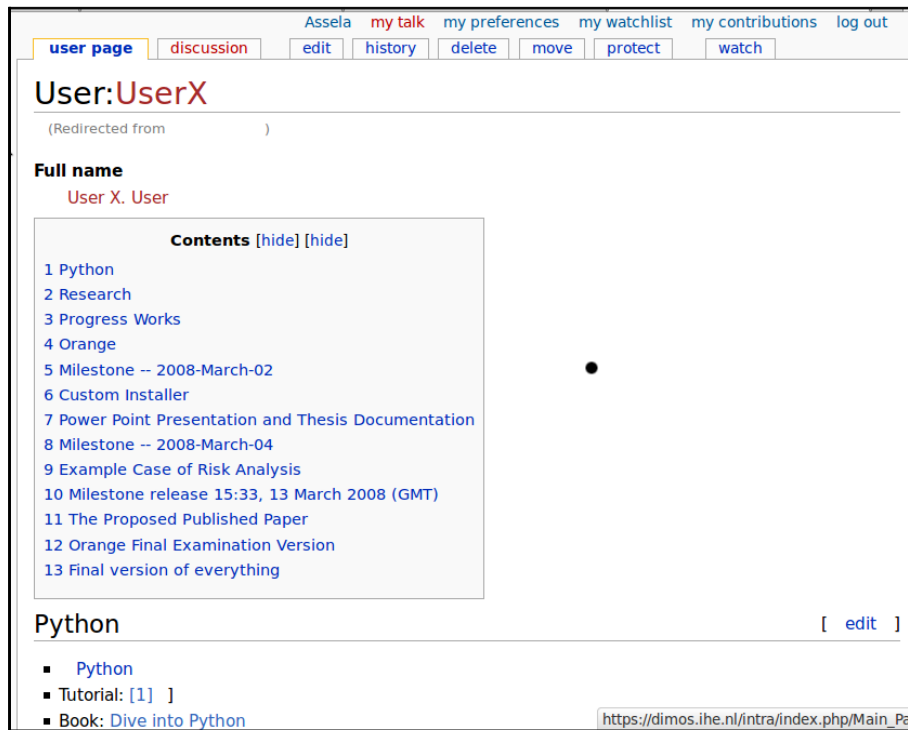 Assela my talk my preferences my watchlist my contributions log out
user page discussion edit history delete move protect watch
User:UserX
(Redirected from )
Full name
User X. User
Contents [hide] [hide]
1 Python
2 Research
3 Progress Works
4 Orange
5 Milestone -- 2008-March-02
6 Custom Installer
7 Power Point Presentation and Thesis Documentation
8 Milestone -- 2008-March-04
9 Example Case of Risk Analysis
10 Milestone release 15:33, 13 March 2008 (GMT)
11 The Proposed Published Paper
12 Orange Final Examination Version
13 Final version of everything
Python [ edit ]
Python
Tutorial: [1] ]
Book: Dive into Python
https://dimos.ihe.nl/intra/index.php/Main_Pa